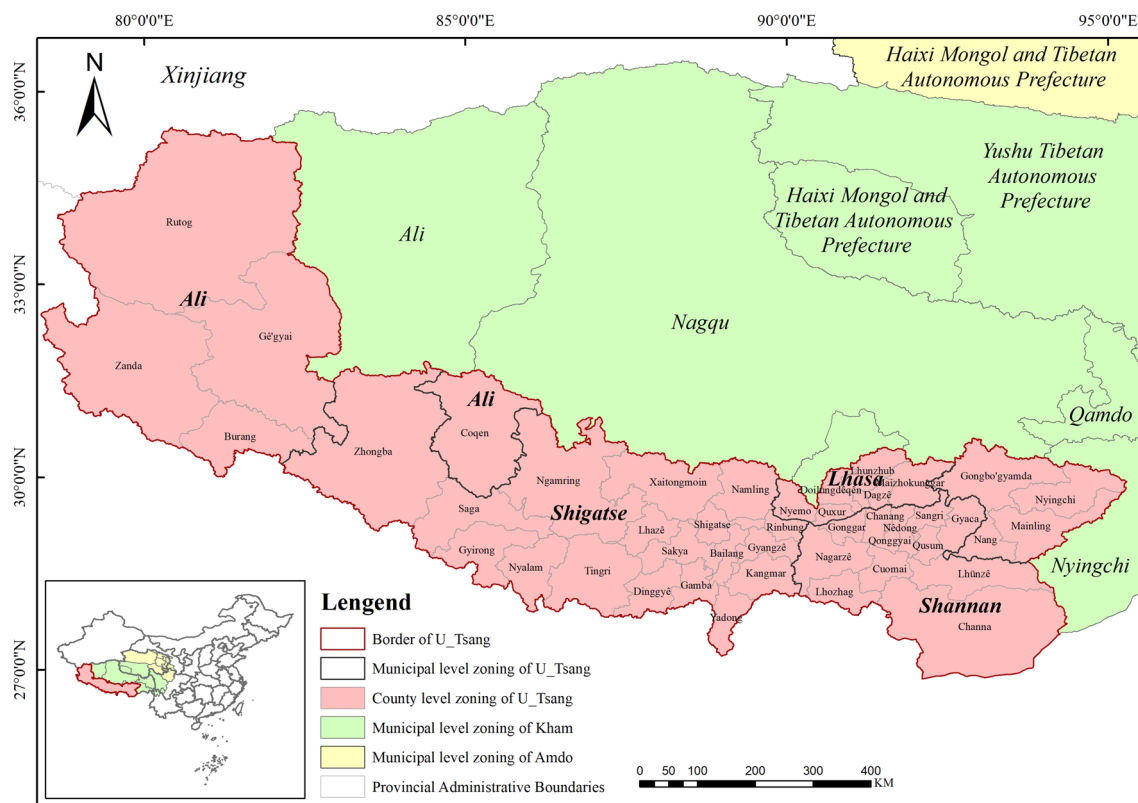 80°0'0"E
85°0'0"E
90°0'0"E
95°0'0"E
36°0'0"N
33°0'0"N
30°0'0"N
27°0'0"N
N
Xinjiang
Haixi Mongol and Tibetan
Autonomous Prefecture
Yushu Tibetan
Autonomous
Prefecture
Haixi Mongol and
Tibetan Autonomous
Prefecture
Ali
Nagqu
Qamdo
Nyingchi
Rutog
Ali
Gê'gyai
Zanda
Burang
Zhongba
Ali
Coqen
Ngamring
Xaitongmoin
Namling
Saga
Shigatse
Lhazê
Shigatse
Rinbung
Gyirong
Nyalam
Tingri
Sakya
Bailang
Gyangzê
Dinggyê
Gamba
Kangmar
Yadong
Lhasa
Lhunzhub
Maizhokunggar
Doilungdêqên
Dagzê
Nyemo
Quxur
Gonggar
Chanang
Nêdong
Qonggyai
Sangri
Qusum
Gyaca
Nagarzê
Cuomai
Lhozhag
Lhünzê
Shannan
Channa
Gongbo'gyamda
Nyingchi
Mainling
Nang
Lengend
Border of U_Tsang
Municipal level zoning of U_Tsang
County level zoning of U_Tsang
Municipal level zoning of Kham
Municipal level zoning of Amdo
Provincial Administrative Boundaries
0 50 100 200 300 400
KM